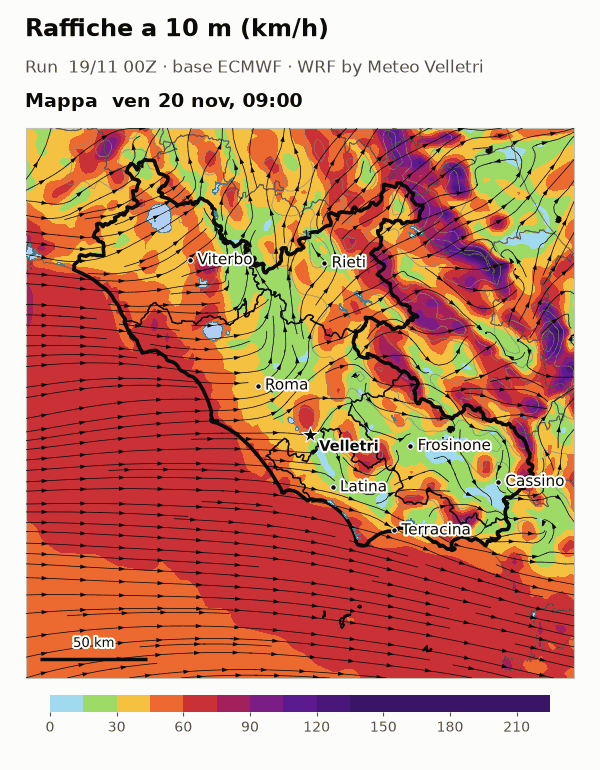 Raffiche a 10 m (km/h)
Run  19/11 00Z · base ECMWF · WRF by Meteo Velletri
Mappa  ven 20 nov, 09:00
Viterbo
Rieti
Roma
Velletri
Frosinone
Latina
Cassino
Terracina
50 km
0 30 60 90 120 150 180 210